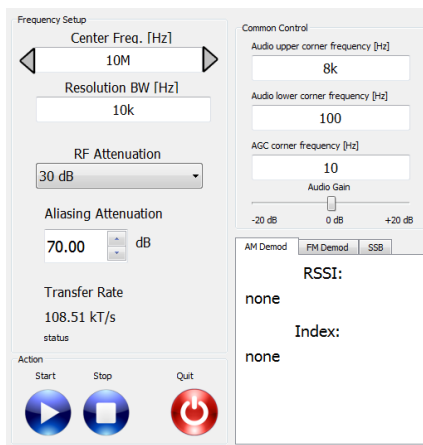 Frequency Setup
Center Freq. [Hz]
10M
Resolution BW [Hz]
10k
RF Attenuation
30 dB
Aliasing Attenuation
70.00 dB
Transfer Rate
108.51 kT/s
status
Action
Start Stop Quit
Common Control
Audio upper corner frequency [Hz]
8k
Audio lower corner frequency [Hz]
100
AGC corner frequency [Hz]
10
Audio Gain
-20 dB 0 dB +20 dB
AM Demod FM Demod SSB
RSSI:
none
Index:
none